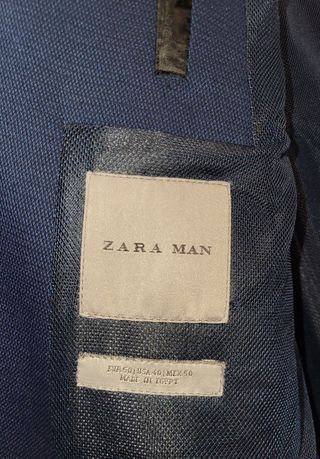 ZARA MAN
EUR 50 | USA 40 | MEX 50
MADE IN EGYPT